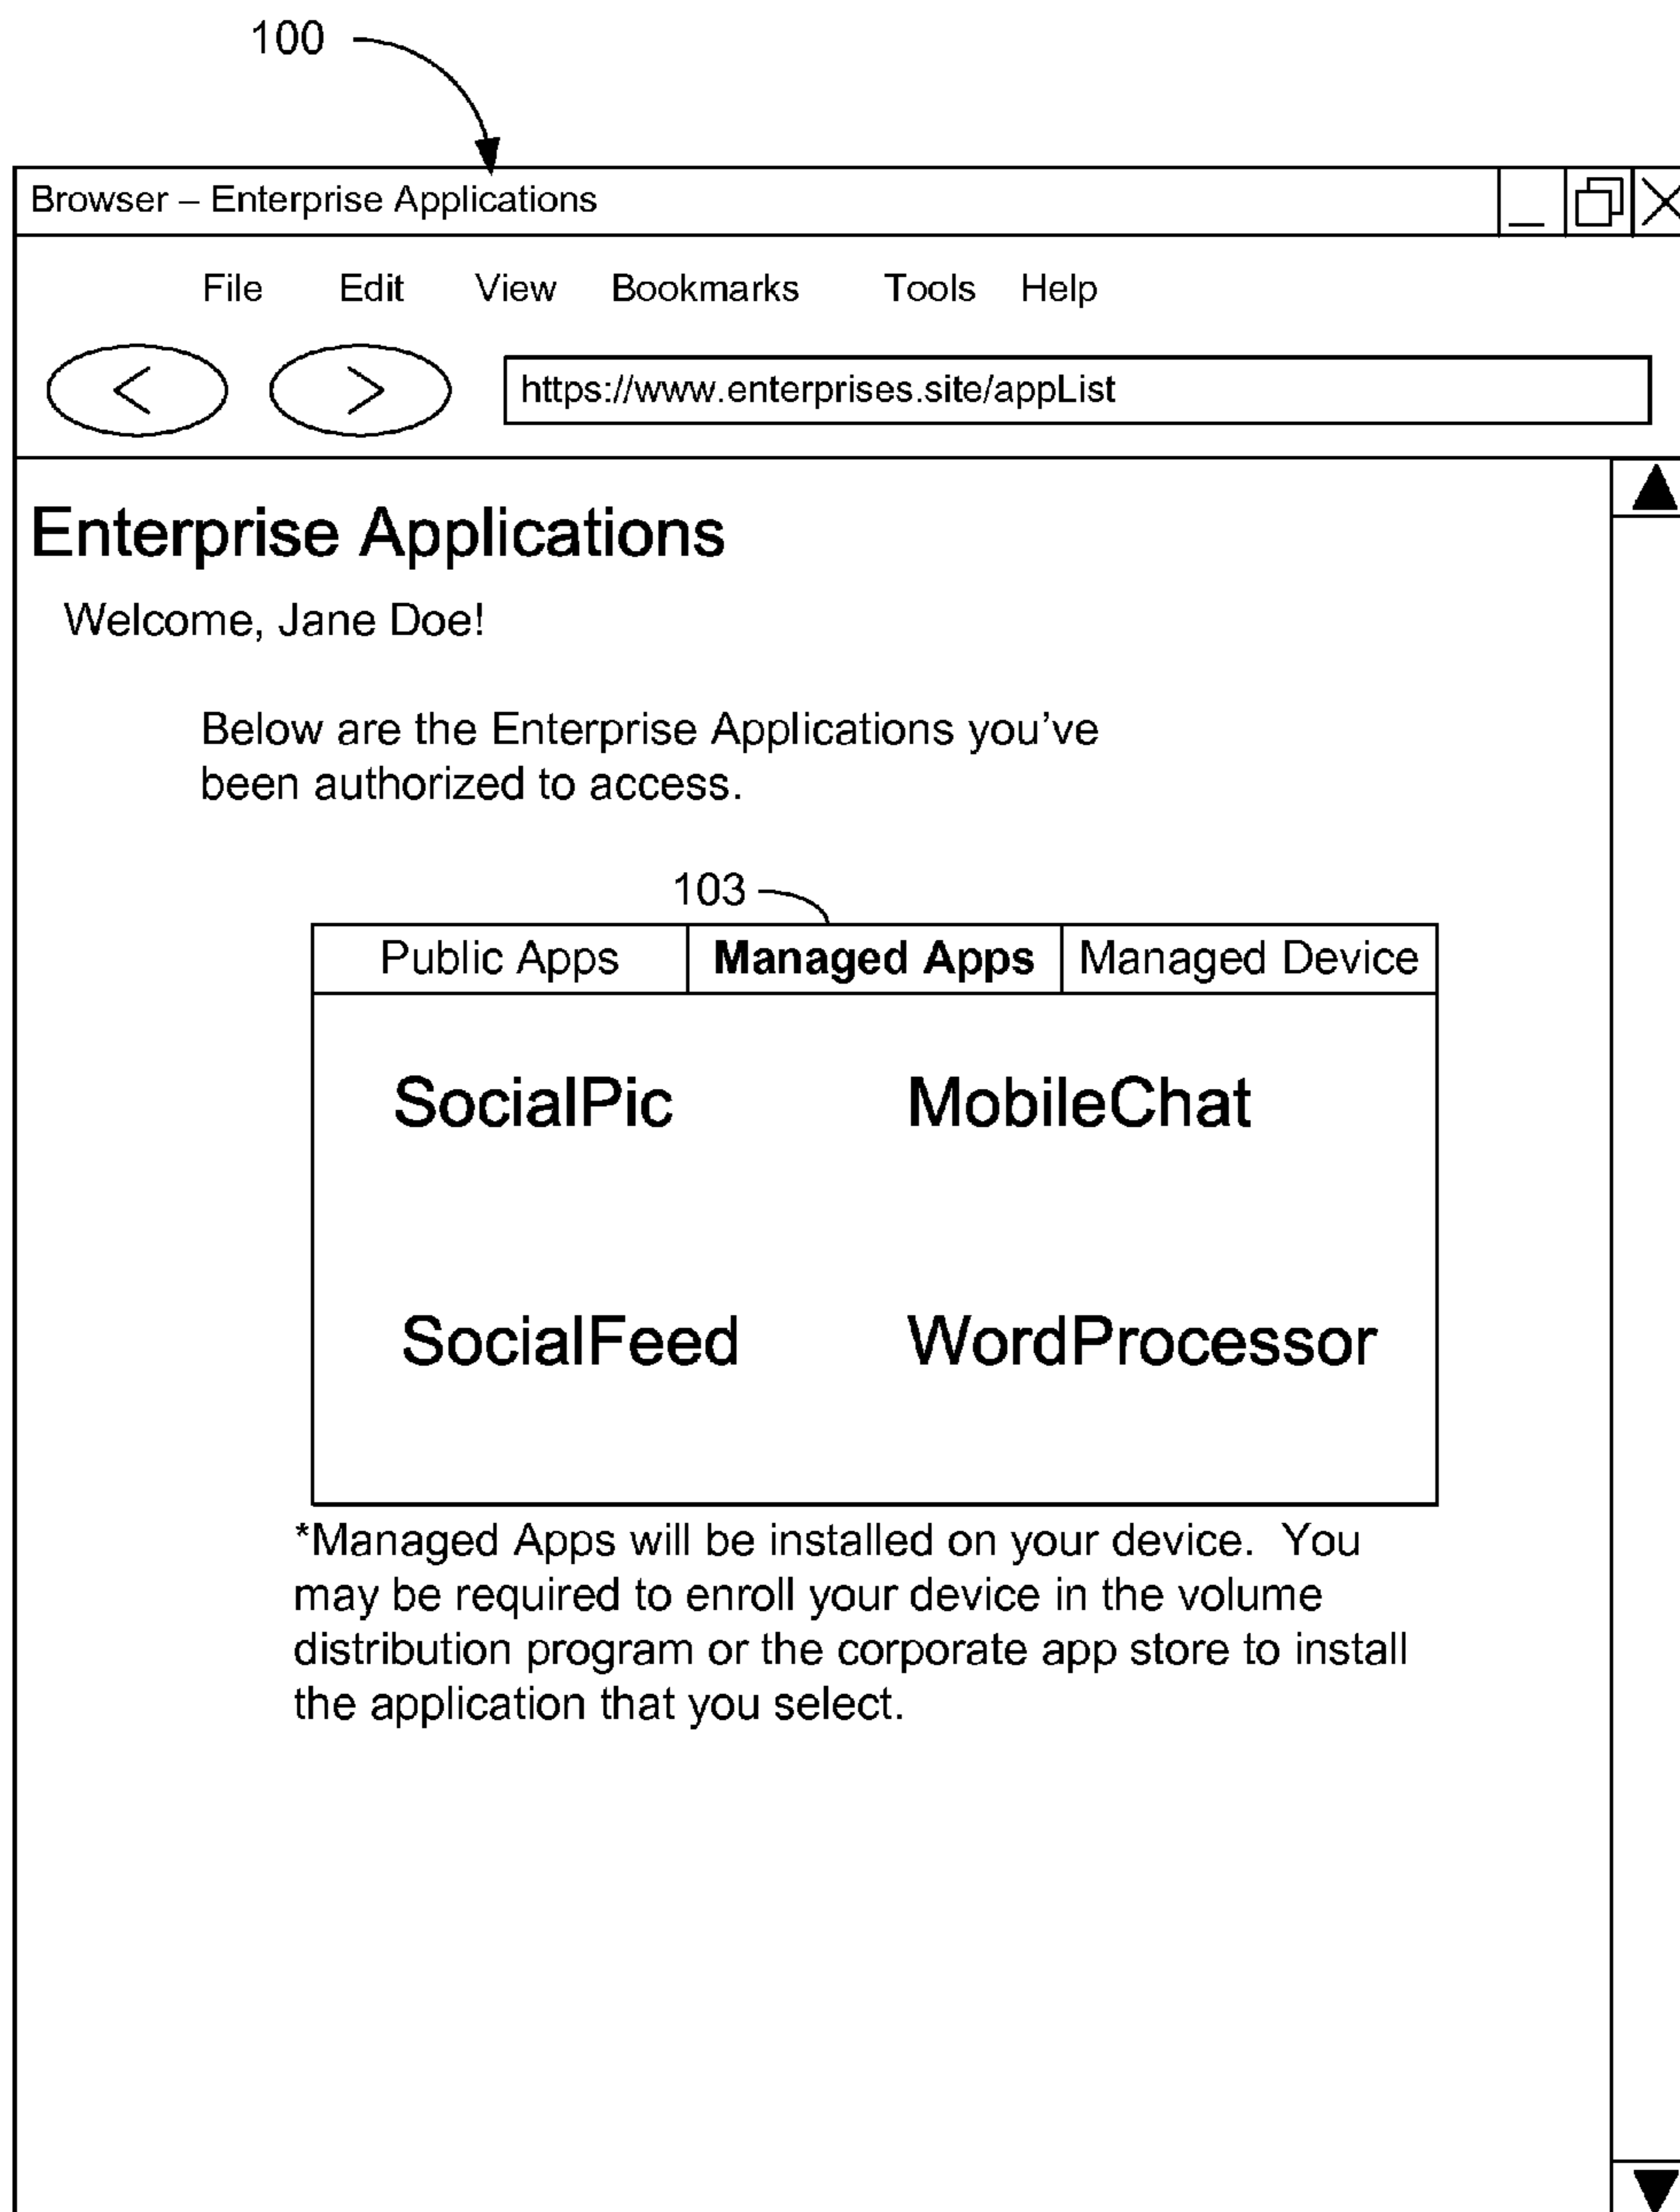 100
Browser – Enterprise Applications
File Edit View Bookmarks Tools Help
< >
https://www.enterprises.site/appList
Enterprise Applications
Welcome, Jane Doe!
Below are the Enterprise Applications you've
been authorized to access.
103
Public Apps Managed Apps Managed Device
SocialPic MobileChat
SocialFeed WordProcessor
*Managed Apps will be installed on your device. You
may be required to enroll your device in the volume
distribution program or the corporate app store to install
the application that you select.